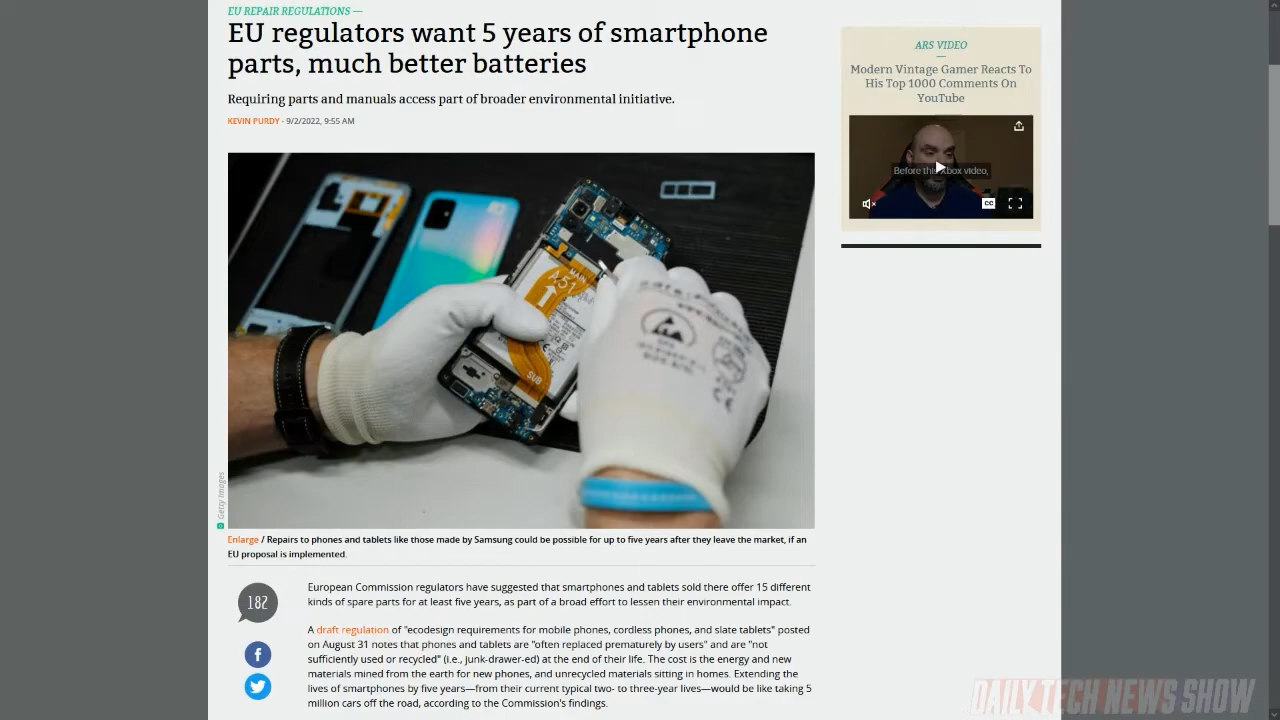 EU REPAIR REGULATIONS —
EU regulators want 5 years of smartphone
parts, much better batteries
Requiring parts and manuals access part of broader environmental initiative.
KEVIN PURDY - 9/2/2022, 9:55 AM
ARS VIDEO
Modern Vintage Gamer Reacts To
His Top 1000 Comments On
YouTube
Before this Xbox video,
CC
MAIN
A51
SUB
Getty Images
Enlarge / Repairs to phones and tablets like those made by Samsung could be possible for up to five years after they leave the market, if an
EU proposal is implemented.
182
European Commission regulators have suggested that smartphones and tablets sold there offer 15 different
kinds of spare parts for at least five years, as part of a broad effort to lessen their environmental impact.
A draft regulation of "ecodesign requirements for mobile phones, cordless phones, and slate tablets" posted
on August 31 notes that phones and tablets are "often replaced prematurely by users" and are "not
sufficiently used or recycled" (i.e., junk-drawer-ed) at the end of their life. The cost is the energy and new
materials mined from the earth for new phones, and unrecycled materials sitting in homes. Extending the
lives of smartphones by five years—from their current typical two- to three-year lives—would be like taking 5
million cars off the road, according to the Commission's findings.
DAILY TECH NEWS SHOW